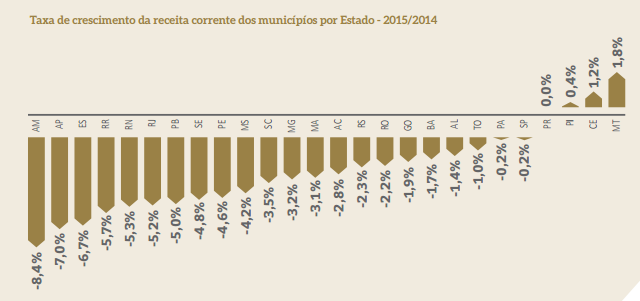 Taxa de crescimento da receita corrente dos municípios por Estado - 2015/2014
0,0% 0,4% 1,2% 1,8%
AM AP ES RR RN RJ PB SE PE MS SC MG MA AC RS RO GO BA AL TO PA SP PR PI CE MT
-8,4% -7,0% -6,7% -5,7% -5,3% -5,2% -5,0% -4,8% -4,6% -4,2% -3,5% -3,2% -3,1% -2,8% -2,3% -2,2% -1,9% -1,7% -1,4% -1,0% -0,2% -0,2%